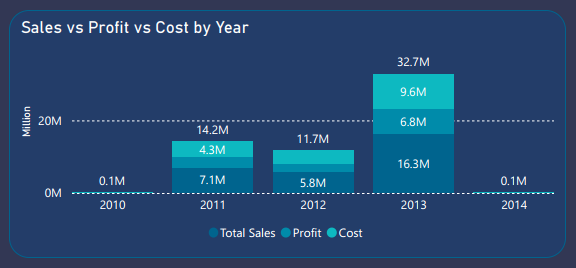 Sales vs Profit vs Cost by Year
32.7M
9.6M
20M
14.2M
11.7M
6.8M
4.3M
16.3M
7.1M
5.8M
0.1M
0.1M
0M
Million
2010 2011 2012 2013 2014
Total Sales Profit Cost